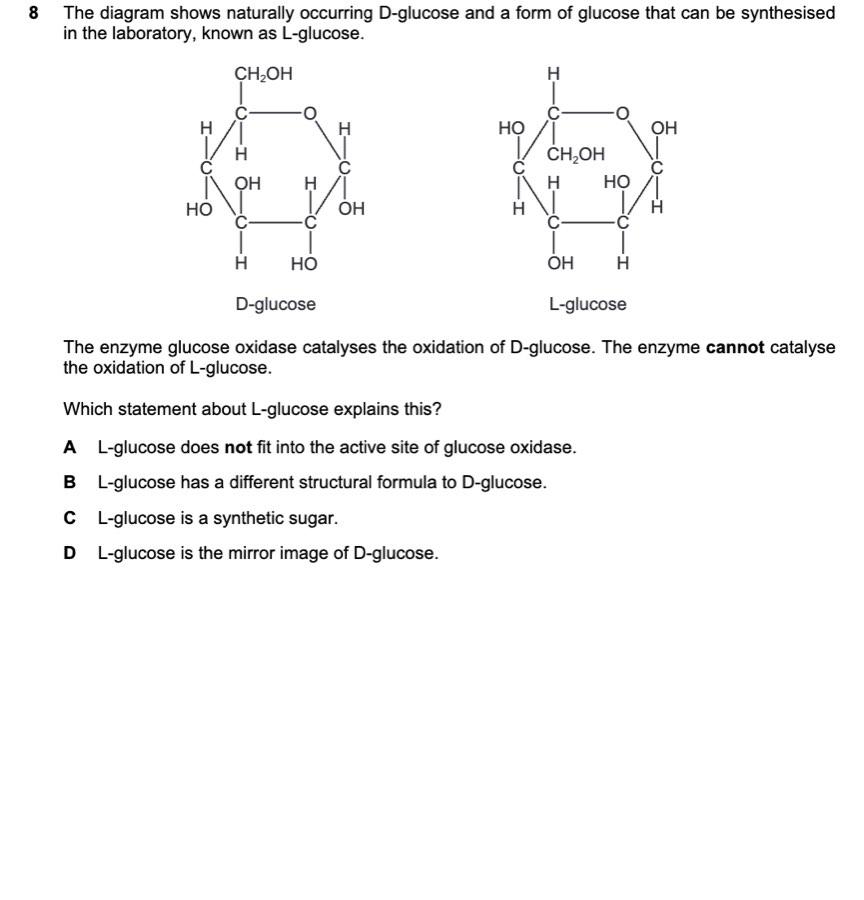 8 The diagram shows naturally occurring D-glucose and a form of glucose that can be synthesised
in the laboratory, known as L-glucose.
CH₂OH H
C O C O
H H HO OH
H CH₂OH
C C C C
OH H H HO
HO OH H H
C C C C
H HO OH H
D-glucose L-glucose
The enzyme glucose oxidase catalyses the oxidation of D-glucose. The enzyme cannot catalyse
the oxidation of L-glucose.
Which statement about L-glucose explains this?
A L-glucose does not fit into the active site of glucose oxidase.
B L-glucose has a different structural formula to D-glucose.
C L-glucose is a synthetic sugar.
D L-glucose is the mirror image of D-glucose.